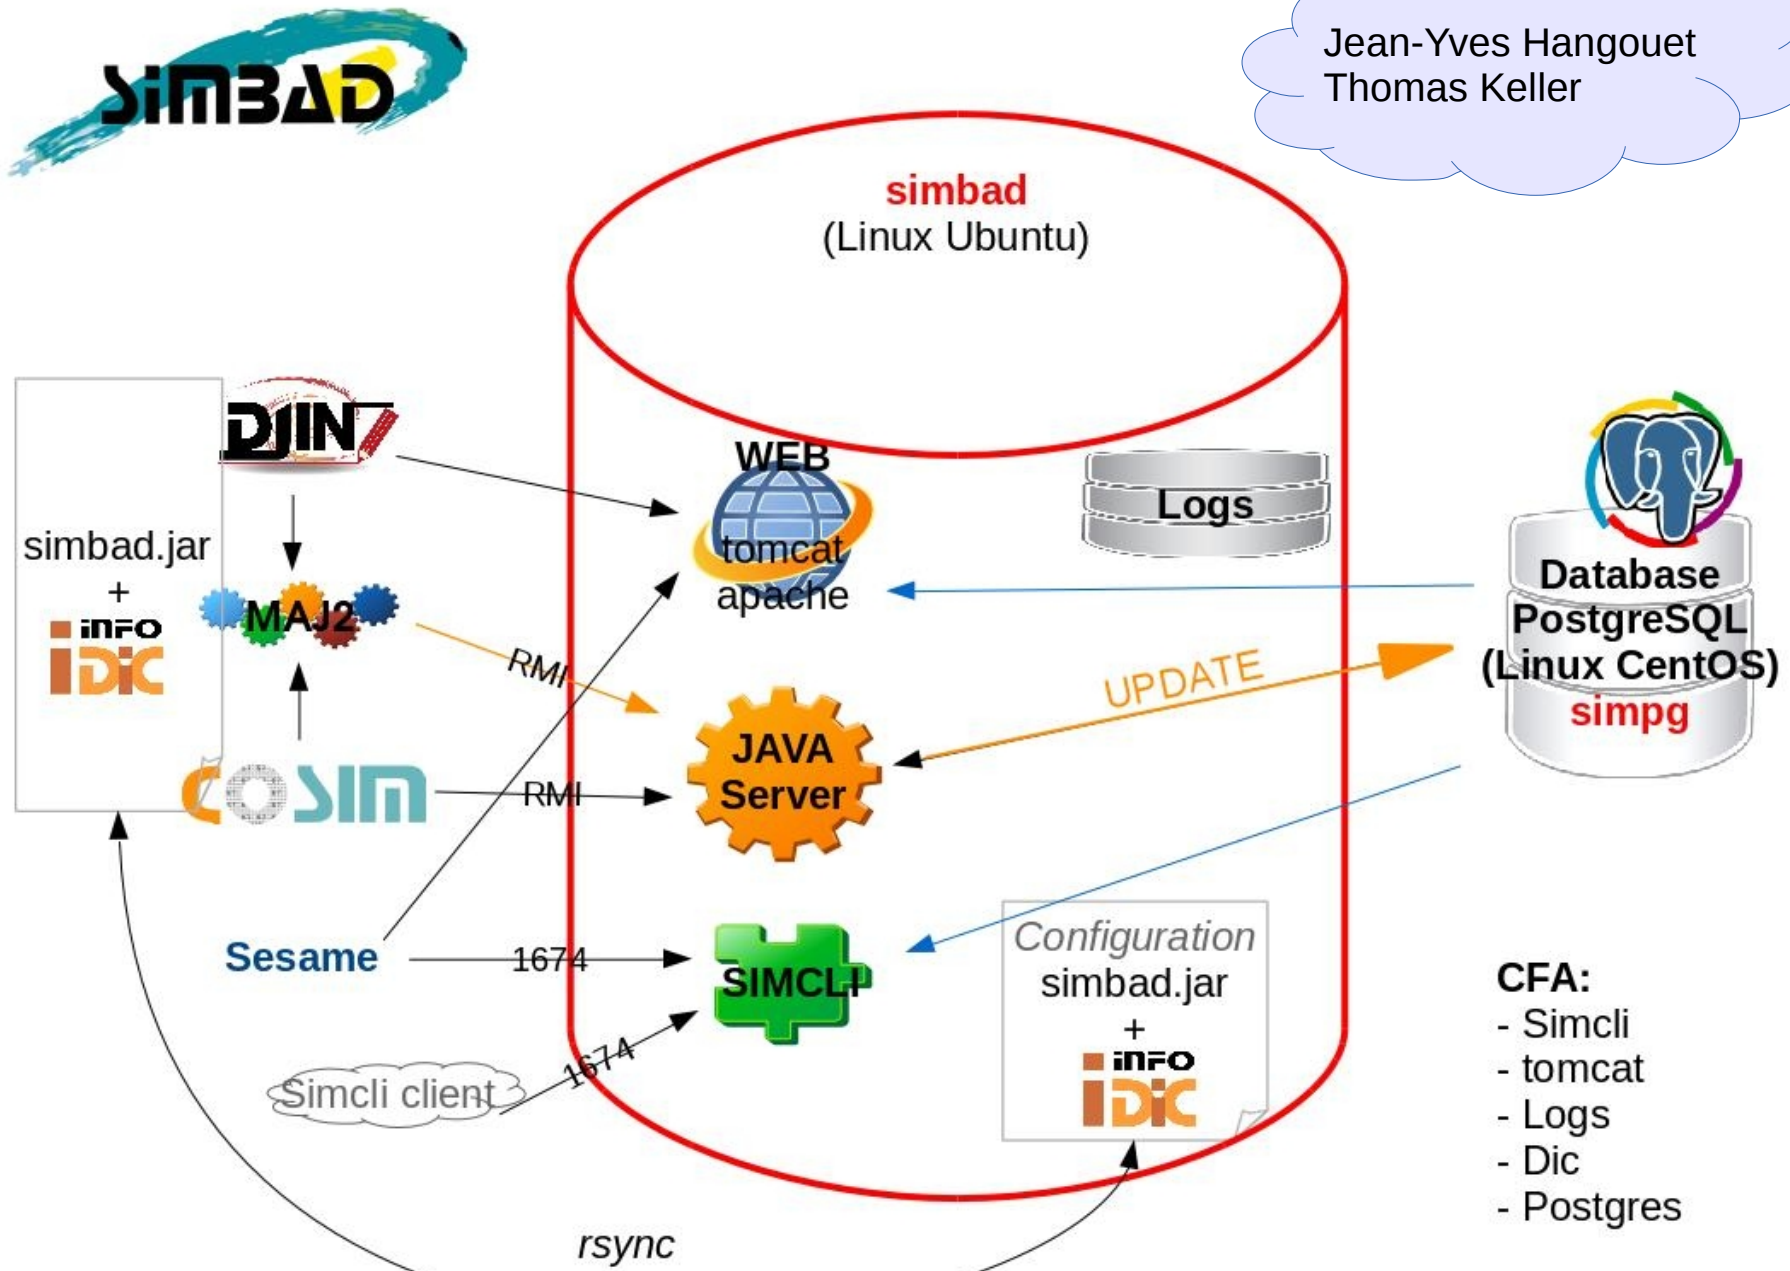 SiMBAD
Jean-Yves Hangouet
Thomas Keller
simbad
(Linux Ubuntu)
DJIN
simbad.jar
+
iNFO
DiC
MAJ2
COSIM
Sesame
Simcli client
RMI
RMI
1674
1674
WEB
tomcat
apache
JAVA
Server
SIMCLI
Logs
UPDATE
Configuration
simbad.jar
+
iNFO
DiC
Database
PostgreSQL
(Linux CentOS)
simpg
CFA:
- Simcli
- tomcat
- Logs
- Dic
- Postgres
rsync